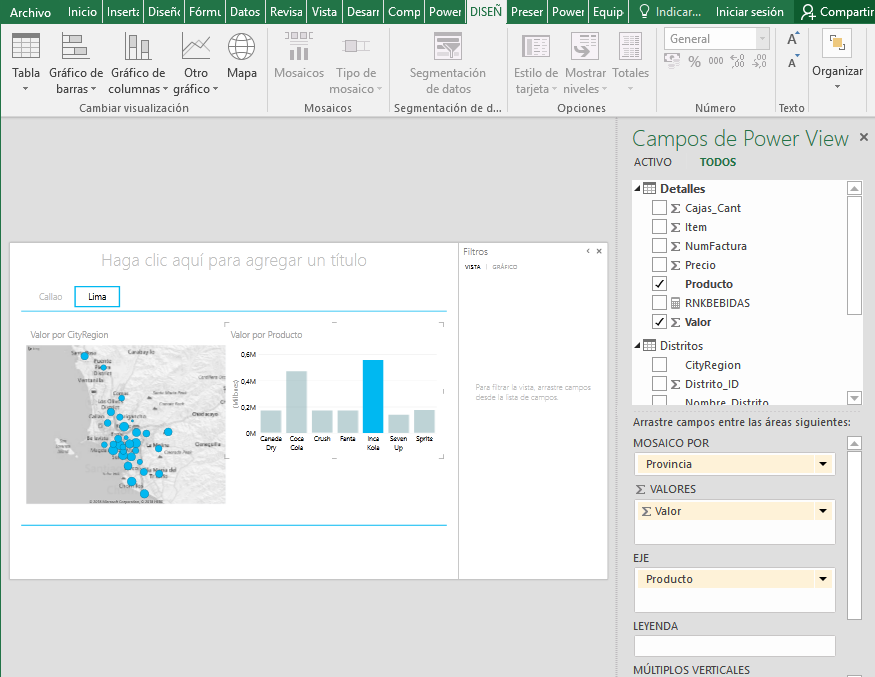 Archivo Inicio Inserta Diseñ Fórmu Datos Revisa Vista Desarr Comp Power DISEÑ Preser Power Equip Indicar... Iniciar sesión Compartir
Tabla
Gráfico de barras
Gráfico de columnas
Otro gráfico
Mapa
Cambiar visualización
Mosaicos
Tipo de mosaico
Mosaicos
Segmentación de datos
Segmentación de d...
Estilo de tarjeta
Mostrar niveles
Totales
Opciones
General
% 000
Número
A
A
Texto
Organizar
Campos de Power View
ACTIVO TODOS
Detalles
Cajas_Cant
Item
NumFactura
Precio
Producto
RNKBEBIDAS
Valor
Distritos
CityRegion
Distrito_ID
Nombre_Distrito
Arrastre campos entre las áreas siguientes:
MOSAICO POR
Provincia
Σ VALORES
Σ Valor
EJE
Producto
LEYENDA
MÚLTIPLOS VERTICALES
Haga clic aquí para agregar un título
Callao Lima
Valor por CityRegion
Valor por Producto
(Millones)
0,6M
0,4M
0,2M
0M
Canada Dry
Coca Cola
Crush
Fanta
Inca Kola
Seven Up
Sprite
Filtros
VISTA | GRÁFICO
Para filtrar la vista, arrastre campos
desde la lista de campos.